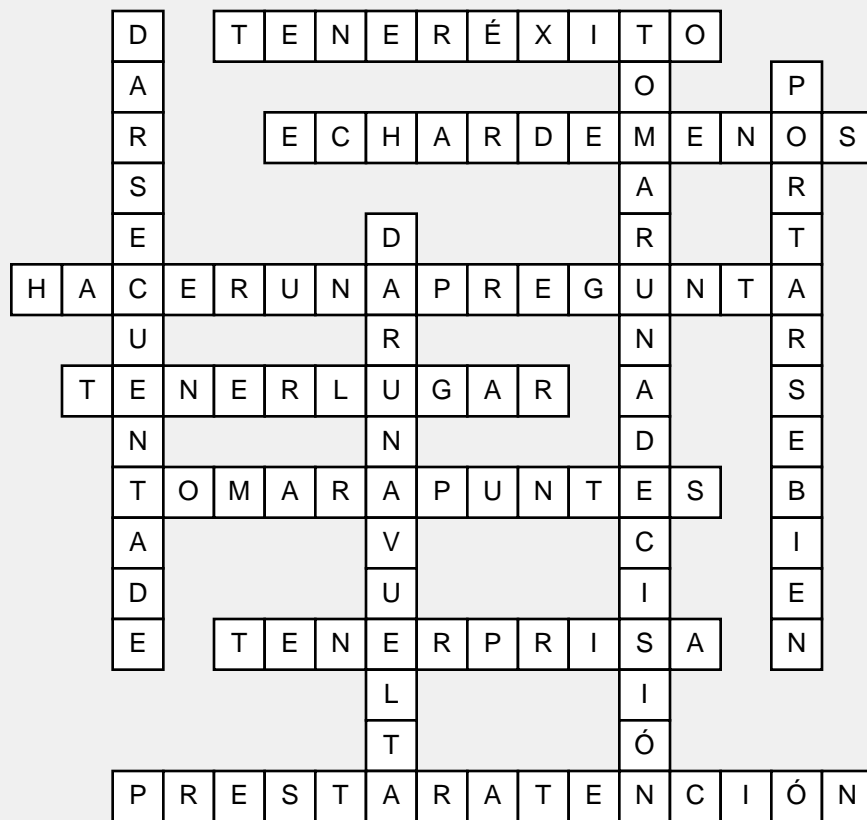 DARSECUENTADE
TENERÉXITO
TOMARUNADECISIÓN
PORTARSEBIEN
ECHARDEMENOS
DARUNAVUELTA
HACERUNAPREGUNTA
TENERLUGAR
TOMARAPUNTES
TENERPRISA
PRESTARATENCIÓN